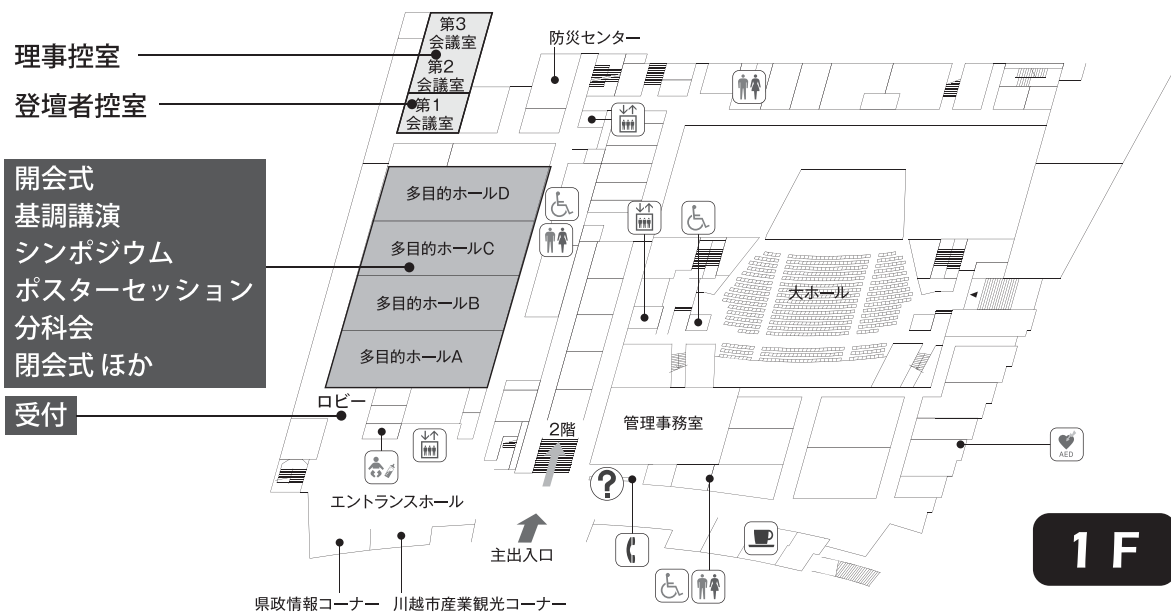 第3
会議室
第2
会議室
第1
会議室
防災センター
理事控室
登壇者控室
開会式
基調講演
シンポジウム
ポスターセッション
分科会
閉会式 ほか
受付
多目的ホールD
多目的ホールC
多目的ホールB
多目的ホールA
大ホール
ロビー
2階
管理事務室
AED
?
エントランスホール
主出入口
県政情報コーナー
川越市産業観光コーナー
1F